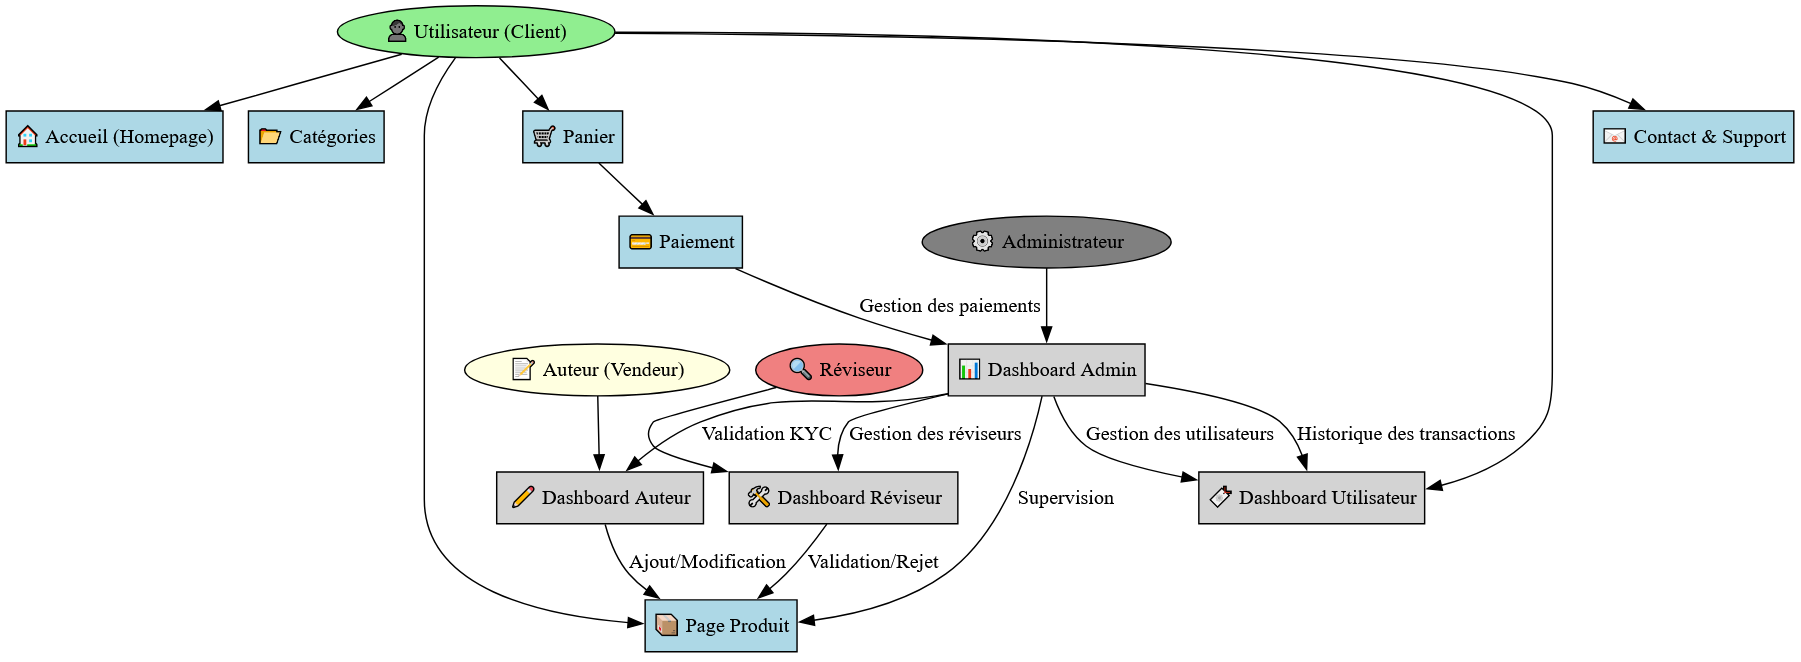 Utilisateur (Client)
Accueil (Homepage)
Catégories
Panier
Contact & Support
Paiement
Administrateur
Gestion des paiements
Auteur (Vendeur)
Réviseur
Dashboard Admin
Validation KYC
Gestion des réviseurs
Gestion des utilisateurs
Historique des transactions
Dashboard Auteur
Dashboard Réviseur
Supervision
Dashboard Utilisateur
Ajout/Modification
Validation/Rejet
Page Produit